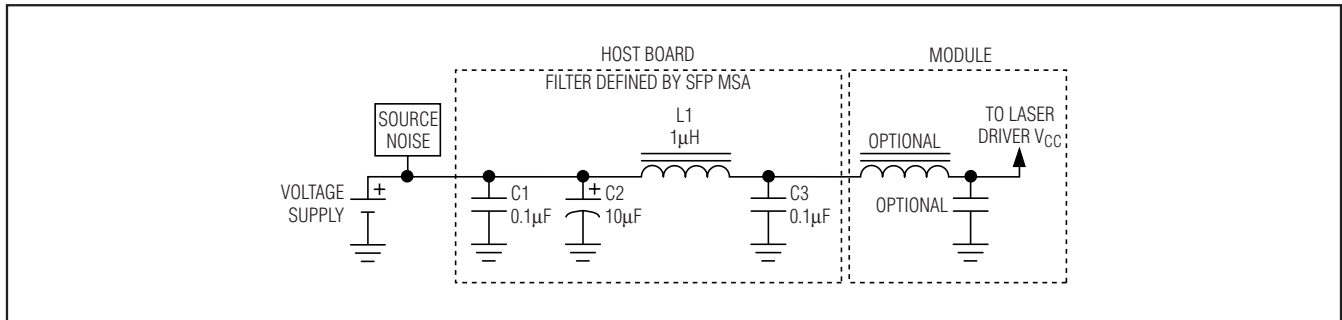 HOST BOARD
FILTER DEFINED BY SFP MSA
MODULE
SOURCE
NOISE
VOLTAGE
SUPPLY
+
C1
0.1μF
+
C2
10μF
L1
1μH
C3
0.1μF
OPTIONAL
OPTIONAL
TO LASER
DRIVER VCC